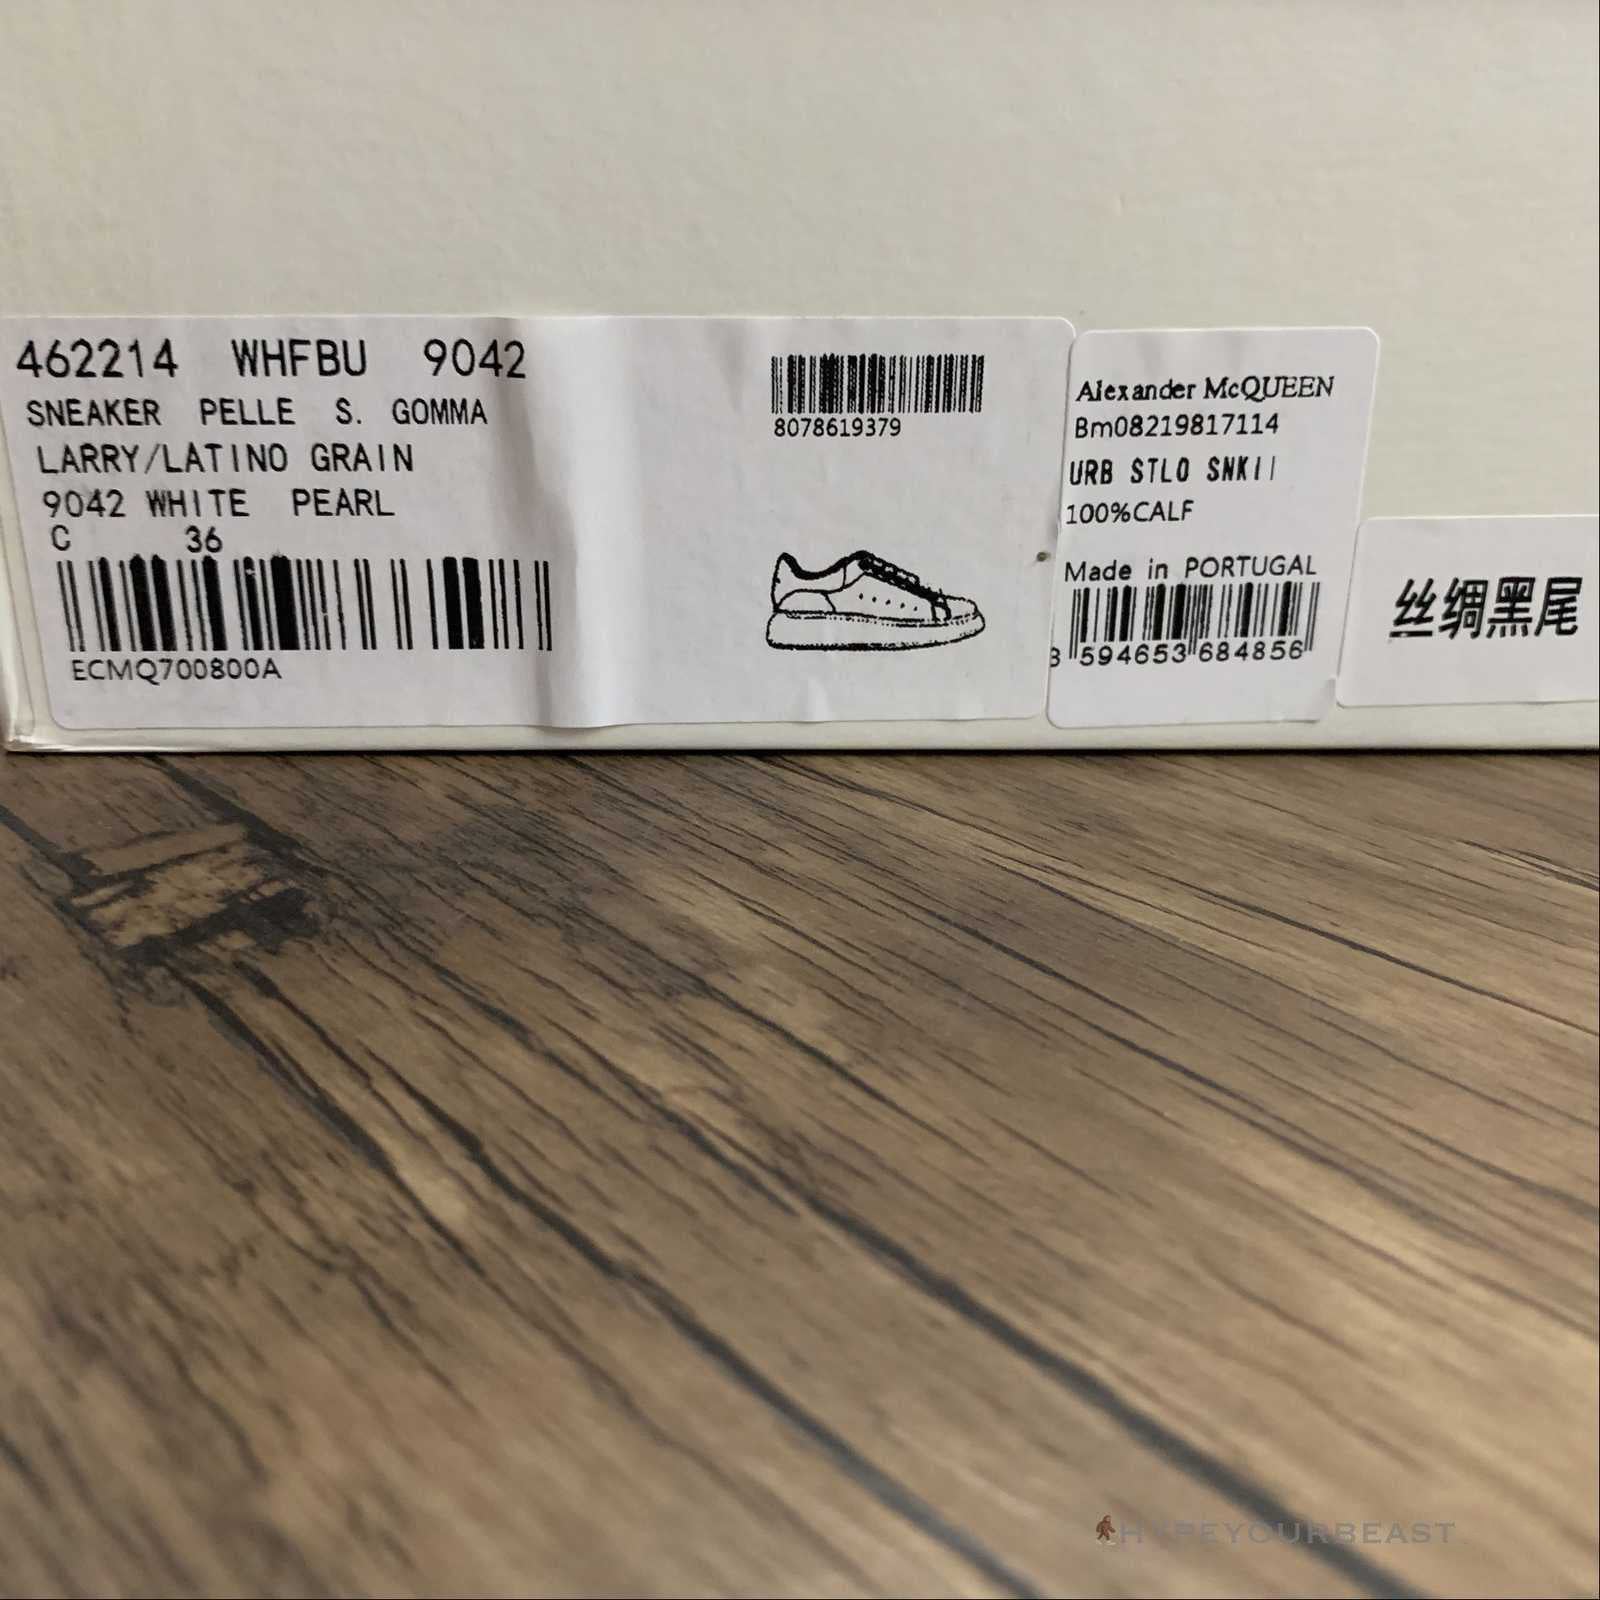 462214 WHFBU 9042
SNEAKER PELLE S. GOMMA
LARRY/LATINO GRAIN
9042 WHITE PEARL
C 36
ECMQ700800A
8078619379
Alexander McQUEEN
Bm08219817114
URB STLO SNKII
100%CALF
Made in PORTUGAL
8 594653 684856
丝绸黑尾
HYPEYOURBEAST